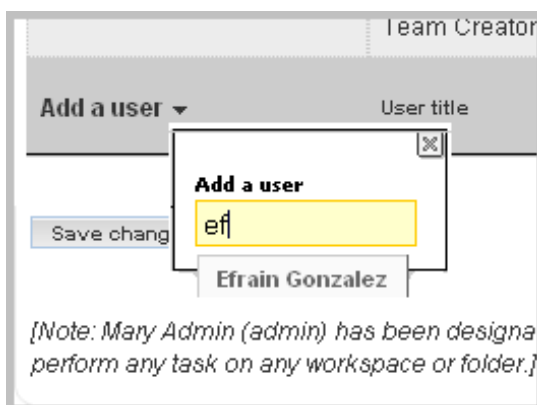 Team Creator
Add a user
User title
Add a user
ef
Save chang
Efrain Gonzalez
[Note: Mary Admin (admin) has been designa
perform any task on any workspace or folder.]